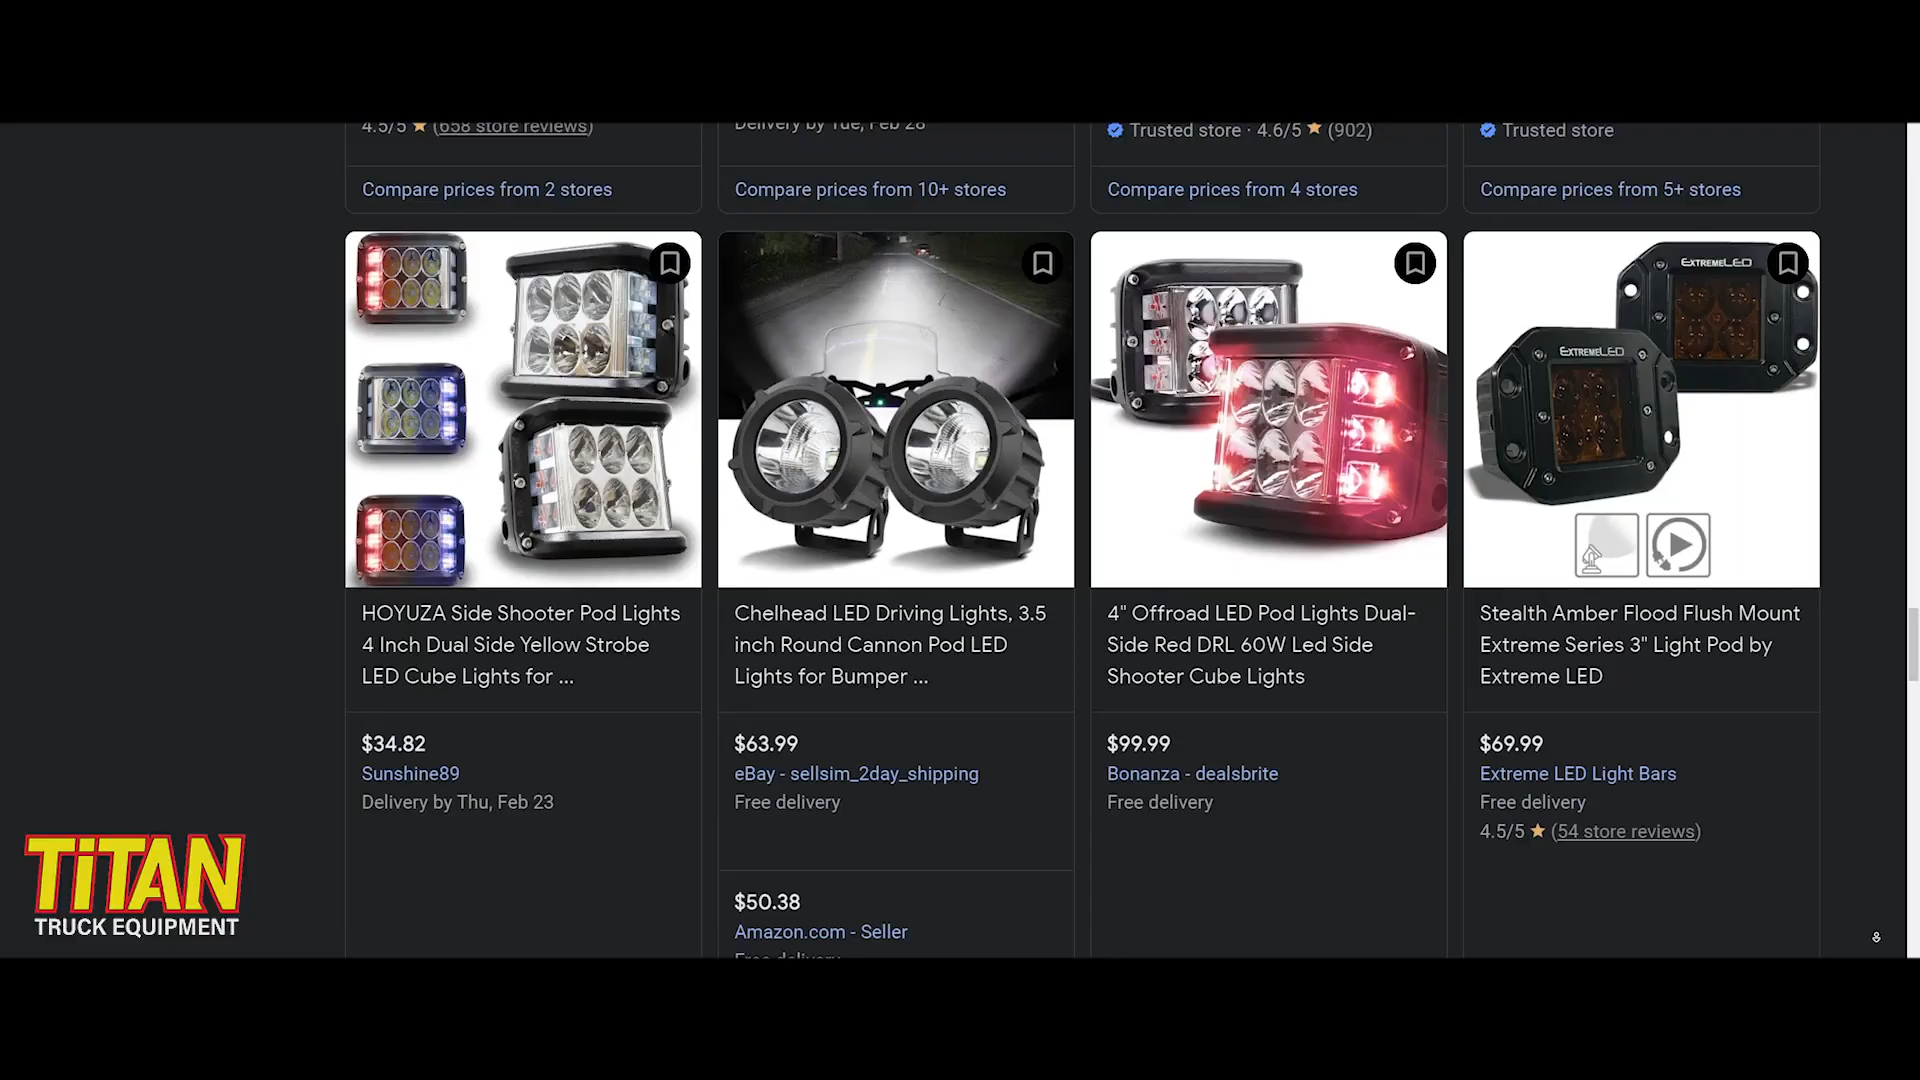 4.5/5 (658 store reviews)
Delivery by Tue, Feb 28
Trusted store · 4.6/5 (902)
Trusted store
Compare prices from 2 stores
Compare prices from 10+ stores
Compare prices from 4 stores
Compare prices from 5+ stores
EXTREMELED
EXTREMELED
HOYUZA Side Shooter Pod Lights
4 Inch Dual Side Yellow Strobe
LED Cube Lights for ...
Chelhead LED Driving Lights, 3.5
inch Round Cannon Pod LED
Lights for Bumper ...
4" Offroad LED Pod Lights Dual-
Side Red DRL 60W Led Side
Shooter Cube Lights
Stealth Amber Flood Flush Mount
Extreme Series 3" Light Pod by
Extreme LED
$34.82
Sunshine89
Delivery by Thu, Feb 23
$63.99
eBay - sellsim_2day_shipping
Free delivery
$50.38
Amazon.com - Seller
Free delivery
$99.99
Bonanza - dealsbrite
Free delivery
$69.99
Extreme LED Light Bars
Free delivery
4.5/5 (54 store reviews)
TiTAN
TRUCK EQUIPMENT